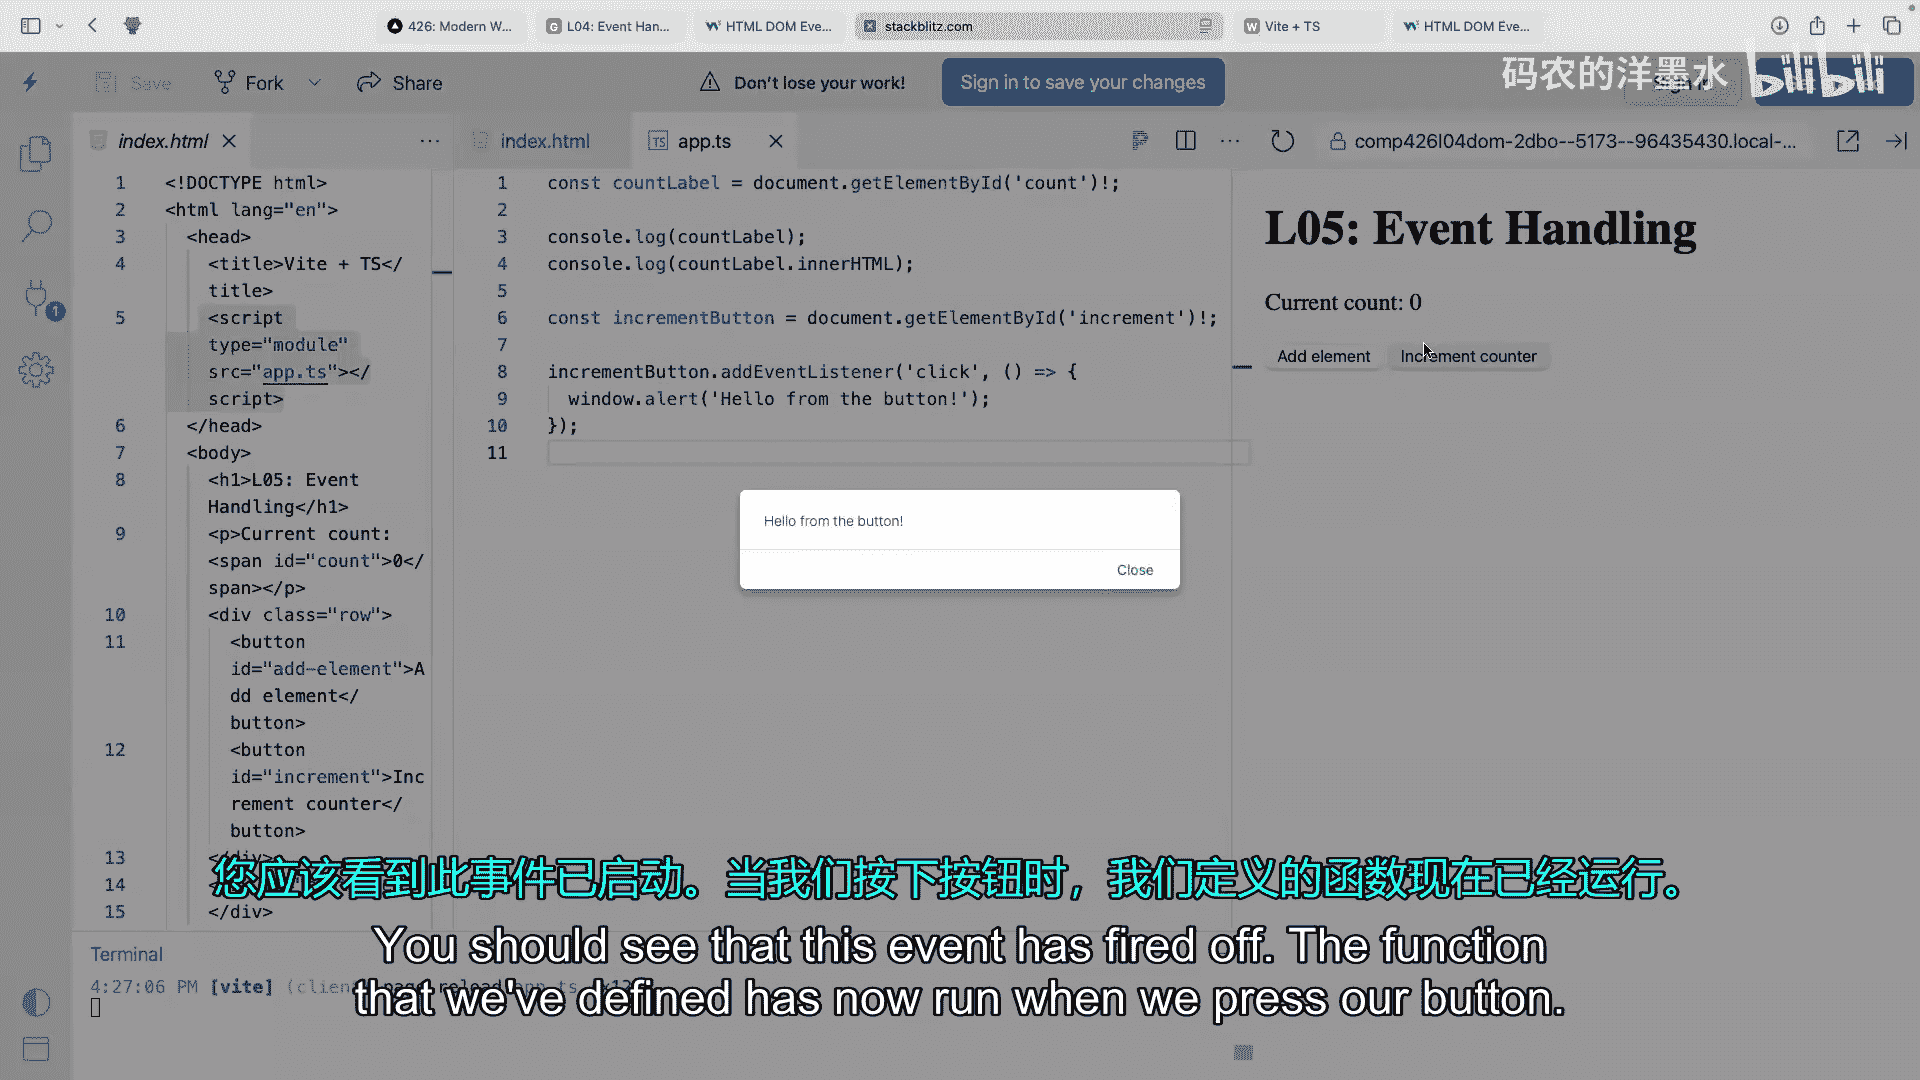 426: Modern W...
L04: Event Han...
HTML DOM Eve...
stackblitz.com
Vite + TS
HTML DOM Eve...
Save
Fork
Share
Don't lose your work!
Sign in to save your changes
码农的洋墨水
bilibili
index.html
index.html
app.ts
comp426l04dom-2dbo--5173--96435430.local-...
1
1 <!DOCTYPE html>
2 <html lang="en">
3 <head>
4 <title>Vite + TS</
title>
5 <script
type="module"
src="app.ts"></
script>
6 </head>
7 <body>
8 <h1>L05: Event
Handling</h1>
9 <p>Current count:
<span id="count">0</
span></p>
10 <div class="row">
11 <button
id="add-element">A
dd element</
button>
12 <button
id="increment">Inc
rement counter</
button>
13 </div>
14
15 </div>
1 const countLabel = document.getElementById('count')!;
2
3 console.log(countLabel);
4 console.log(countLabel.innerHTML);
5
6 const incrementButton = document.getElementById('increment')!;
7
8 incrementButton.addEventListener('click', () => {
9 window.alert('Hello from the button!');
10 });
11
L05: Event Handling
Current count: 0
Add element
Increment counter
Hello from the button!
Close
Terminal
4:27:06 PM [vite] (client) page reload app.ts
您应该看到此事件已启动。当我们按下按钮时，我们定义的函数现在已经运行。
You should see that this event has fired off. The function
that we've defined has now run when we press our button.